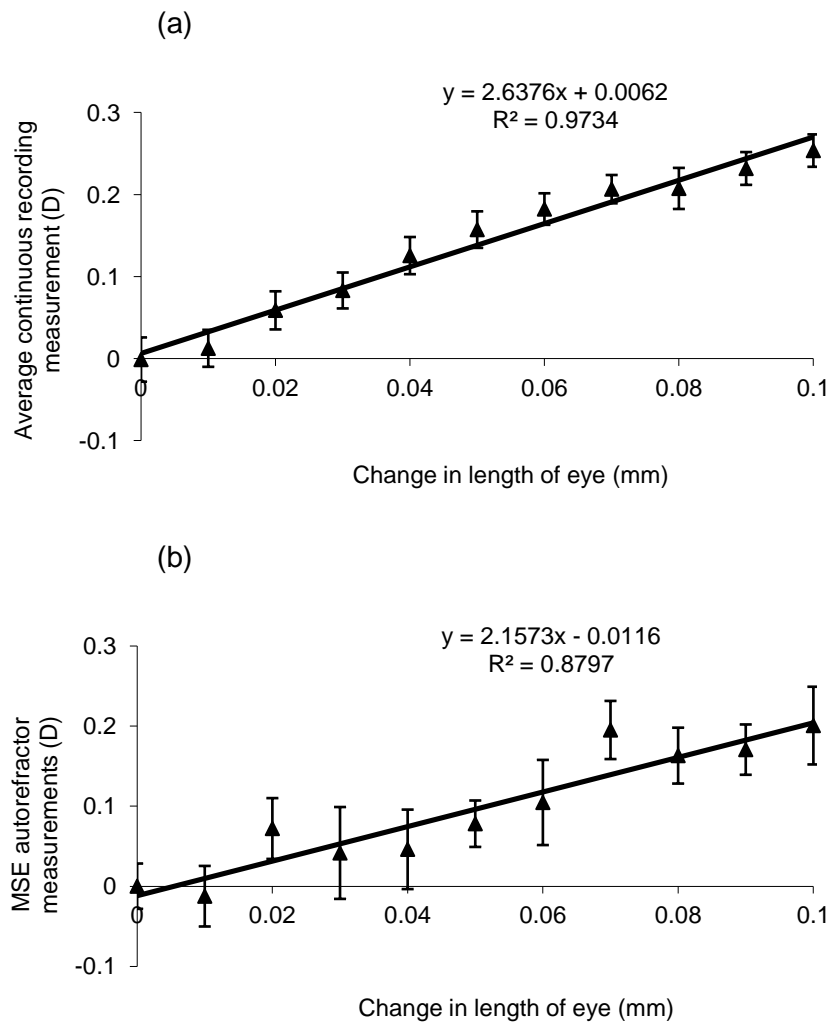 (a)
y = 2.6376x + 0.0062
R² = 0.9734
0.3
0.2
0.1
0
-0.1
Average continuous recording
measurement (D)
0 0.02 0.04 0.06 0.08 0.1
Change in length of eye (mm)
(b)
y = 2.1573x - 0.0116
R² = 0.8797
0.3
0.2
0.1
0
-0.1
MSE autorefractor
measurements (D)
0 0.02 0.04 0.06 0.08 0.1
Change in length of eye (mm)